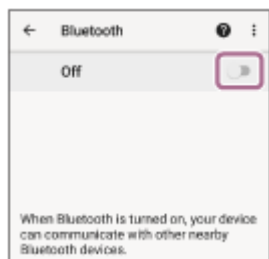 Bluetooth
Off
When Bluetooth is turned on, your device
can communicate with other nearby
Bluetooth devices.